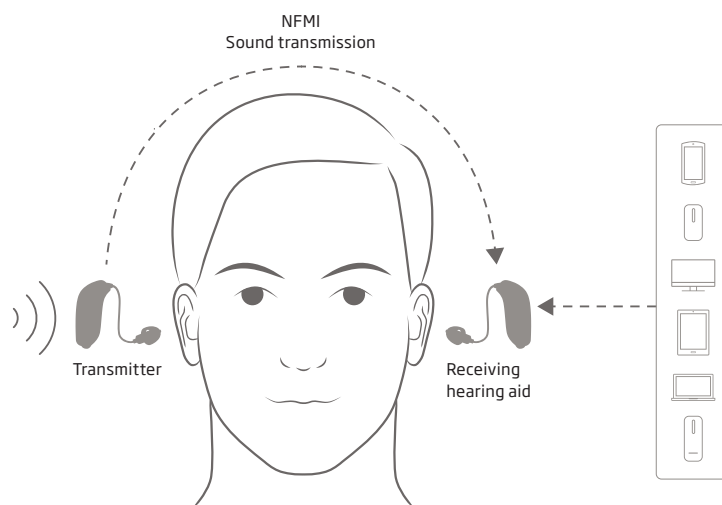 NFMI
Sound transmission
Transmitter
Receiving
hearing aid